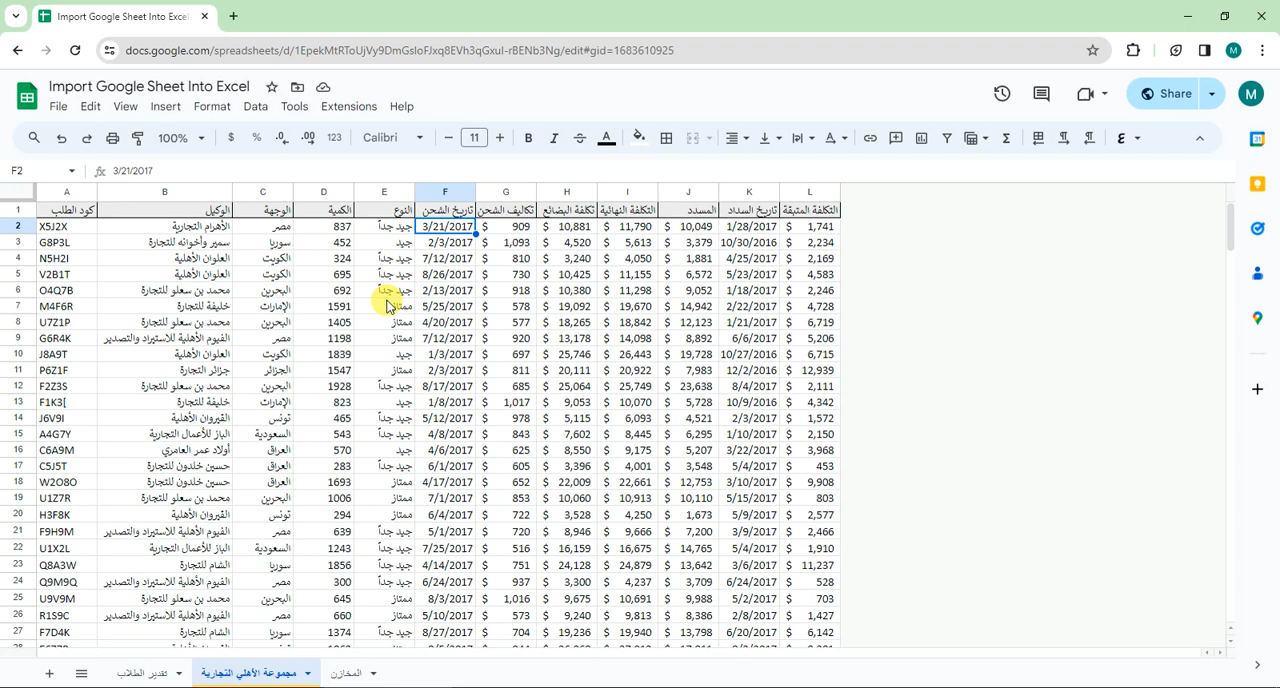 Import Google Sheet Into Excel
docs.google.com/spreadsheets/d/1EpekMtRToUjVy9DmGsIoFJxq8EVh3qGxuI-rBENb3Ng/edit#gid=1683610925
Import Google Sheet Into Excel
File Edit View Insert Format Data Tools Extensions Help
Share
M
100% $ % .0 .00 123 Calibri 11
F2 fx 3/21/2017
A B C D E F G H I J K L
1 كود الطلب الوكيل الوجهة الكمية النوع تاريخ الشحن تكاليف الشحن تكلفة البضائع التكلفة النهائية المسدد تاريخ السداد التكلفة المتبقة
2 X5J2X الأهرام التجارية مصر 837 جيد جداً 3/21/2017 $ 909 $ 10,881 $ 11,790 $ 10,049 1/28/2017 $ 1,741
3 G8P3L سمير وأخوانه للتجارة سوريا 452 جيد 2/3/2017 $ 1,093 $ 4,520 $ 5,613 $ 3,379 10/30/2016 $ 2,234
4 N5H2I العلوان الأهلية الكويت 324 جيد جداً 7/12/2017 $ 810 $ 3,240 $ 4,050 $ 1,881 4/25/2017 $ 2,169
5 V2B1T العلوان الأهلية الكويت 695 جيد جداً 8/26/2017 $ 730 $ 10,425 $ 11,155 $ 6,572 5/23/2017 $ 4,583
6 O4Q7B محمد بن سعلو للتجارة البحرين 692 جيد جداً 2/13/2017 $ 918 $ 10,380 $ 11,298 $ 9,052 1/18/2017 $ 2,246
7 M4F6R خليفة للتجارة الإمارات 1591 ممتاز 5/25/2017 $ 578 $ 19,092 $ 19,670 $ 14,942 2/22/2017 $ 4,728
8 U7Z1P محمد بن سعلو للتجارة البحرين 1405 ممتاز 4/20/2017 $ 577 $ 18,265 $ 18,842 $ 12,123 1/21/2017 $ 6,719
9 G6R4K الفيوم الأهلية للاستيراد والتصدير مصر 1198 ممتاز 7/12/2017 $ 920 $ 13,178 $ 14,098 $ 8,892 6/6/2017 $ 5,206
10 J8A9T العلوان الأهلية الكويت 1839 جيد 1/3/2017 $ 697 $ 25,746 $ 26,443 $ 19,728 10/27/2016 $ 6,715
11 P6Z1F جزائر التجارة الجزائر 1547 ممتاز 2/3/2017 $ 811 $ 20,111 $ 20,922 $ 7,983 12/2/2016 $ 12,939
12 F2Z3S محمد بن سعلو للتجارة البحرين 1928 جيد جداً 8/17/2017 $ 685 $ 25,064 $ 25,749 $ 23,638 8/4/2017 $ 2,111
13 F1K3[ خليفة للتجارة الإمارات 823 جيد 1/8/2017 $ 1,017 $ 9,053 $ 10,070 $ 5,728 10/9/2016 $ 4,342
14 J6V9I القيروان الأهلية تونس 465 جيد جداً 5/12/2017 $ 978 $ 5,115 $ 6,093 $ 4,521 2/3/2017 $ 1,572
15 A4G7Y الباز للأعمال التجارية السعودية 543 جيد جداً 4/8/2017 $ 843 $ 7,602 $ 8,445 $ 6,295 1/10/2017 $ 2,150
16 C6A9M أولاد عمر العامري العراق 570 جيد 4/6/2017 $ 625 $ 8,550 $ 9,175 $ 5,207 3/22/2017 $ 3,968
17 C5J5T حسين خلدون للتجارة العراق 283 جيد جداً 6/1/2017 $ 605 $ 3,396 $ 4,001 $ 3,548 5/4/2017 $ 453
18 W2O8O حسين خلدون للتجارة العراق 1693 ممتاز 4/17/2017 $ 652 $ 22,009 $ 22,661 $ 12,753 3/10/2017 $ 9,908
19 U1Z7R محمد بن سعلو للتجارة البحرين 1006 ممتاز 7/1/2017 $ 853 $ 10,060 $ 10,913 $ 10,110 5/15/2017 $ 803
20 H3F8K القيروان الأهلية تونس 294 ممتاز 6/4/2017 $ 722 $ 3,528 $ 4,250 $ 1,673 5/9/2017 $ 2,577
21 F9H9M الفيوم الأهلية للاستيراد والتصدير مصر 639 جيد جداً 5/1/2017 $ 720 $ 8,946 $ 9,666 $ 7,200 3/9/2017 $ 2,466
22 U1X2L الباز للأعمال التجارية السعودية 1243 جيد جداً 7/25/2017 $ 516 $ 16,159 $ 16,675 $ 14,765 5/4/2017 $ 1,910
23 Q8A3W الشام للتجارة سوريا 1856 جيد جداً 4/14/2017 $ 751 $ 24,128 $ 24,879 $ 13,642 3/6/2017 $ 11,237
24 Q9M9Q الفيوم الأهلية للاستيراد والتصدير مصر 300 جيد جداً 6/24/2017 $ 937 $ 3,300 $ 4,237 $ 3,709 6/24/2017 $ 528
25 U9V9M محمد بن سعلو للتجارة البحرين 645 ممتاز 8/3/2017 $ 1,016 $ 9,675 $ 10,691 $ 9,988 5/2/2017 $ 703
26 R1S9C الفيوم الأهلية للاستيراد والتصدير مصر 660 ممتاز 5/10/2017 $ 573 $ 9,240 $ 9,813 $ 8,386 2/8/2017 $ 1,427
27 F7D4K الشام للتجارة سوريا 1374 جيد جداً 8/27/2017 $ 704 $ 19,236 $ 19,940 $ 13,798 6/20/2017 $ 6,142
تقدير الطلاب مجموعة الأهلي التجارية المخازن